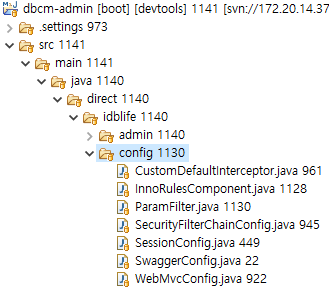 dbcm-admin [boot] [devtools] 1141 [svn://172.20.14.37
.settings 973
src 1141
main 1141
java 1140
direct 1140
idblife 1140
admin 1140
config 1130
CustomDefaultInterceptor.java 961
InnoRulesComponent.java 1128
ParamFilter.java 1130
SecurityFilterChainConfig.java 945
SessionConfig.java 449
SwaggerConfig.java 22
WebMvcConfig.java 922